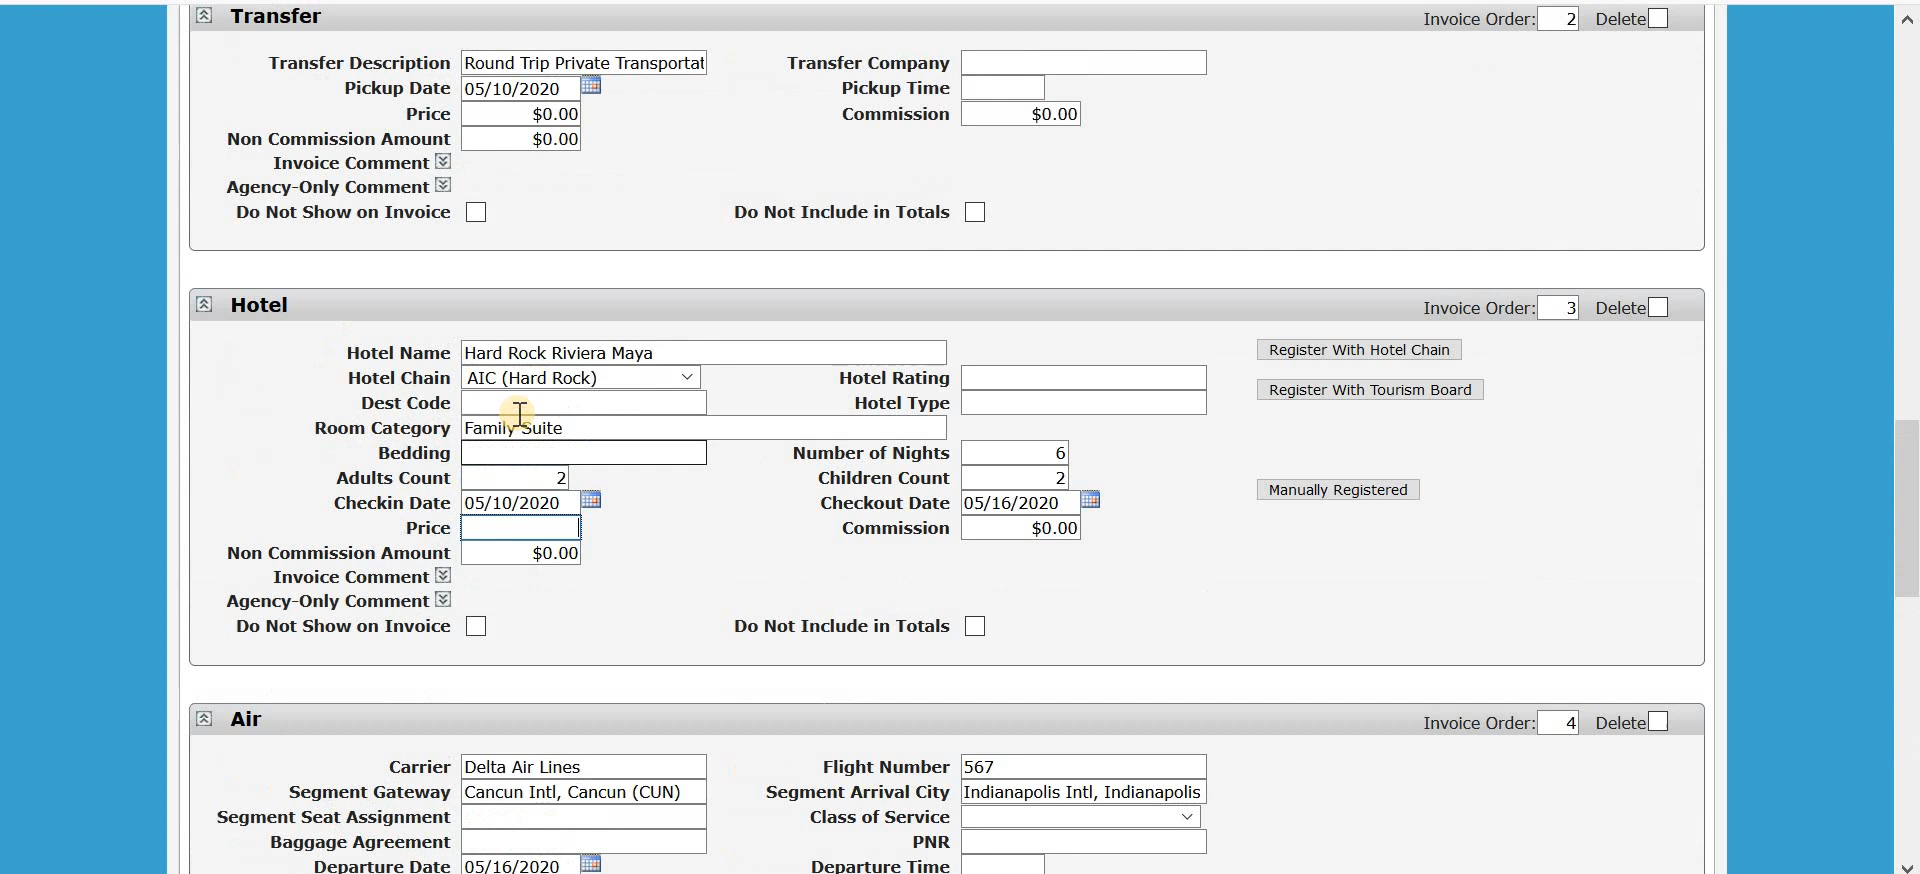 Transfer Invoice Order: 2 Delete
Transfer Description Round Trip Private Transportat Transfer Company
Pickup Date 05/10/2020 Pickup Time
Price $0.00 Commission $0.00
Non Commission Amount $0.00
Invoice Comment
Agency-Only Comment
Do Not Show on Invoice Do Not Include in Totals
Hotel Invoice Order: 3 Delete
Hotel Name Hard Rock Riviera Maya Register With Hotel Chain
Hotel Chain AIC (Hard Rock) Hotel Rating
Register With Tourism Board
Dest Code Hotel Type
Room Category Family Suite
Bedding Number of Nights 6
Adults Count 2 Children Count 2
Checkin Date 05/10/2020 Checkout Date 05/16/2020 Manually Registered
Price Commission $0.00
Non Commission Amount $0.00
Invoice Comment
Agency-Only Comment
Do Not Show on Invoice Do Not Include in Totals
Air Invoice Order: 4 Delete
Carrier Delta Air Lines Flight Number 567
Segment Gateway Cancun Intl, Cancun (CUN) Segment Arrival City Indianapolis Intl, Indianapolis
Segment Seat Assignment Class of Service
Baggage Agreement PNR
Departure Date 05/16/2020 Departure Time